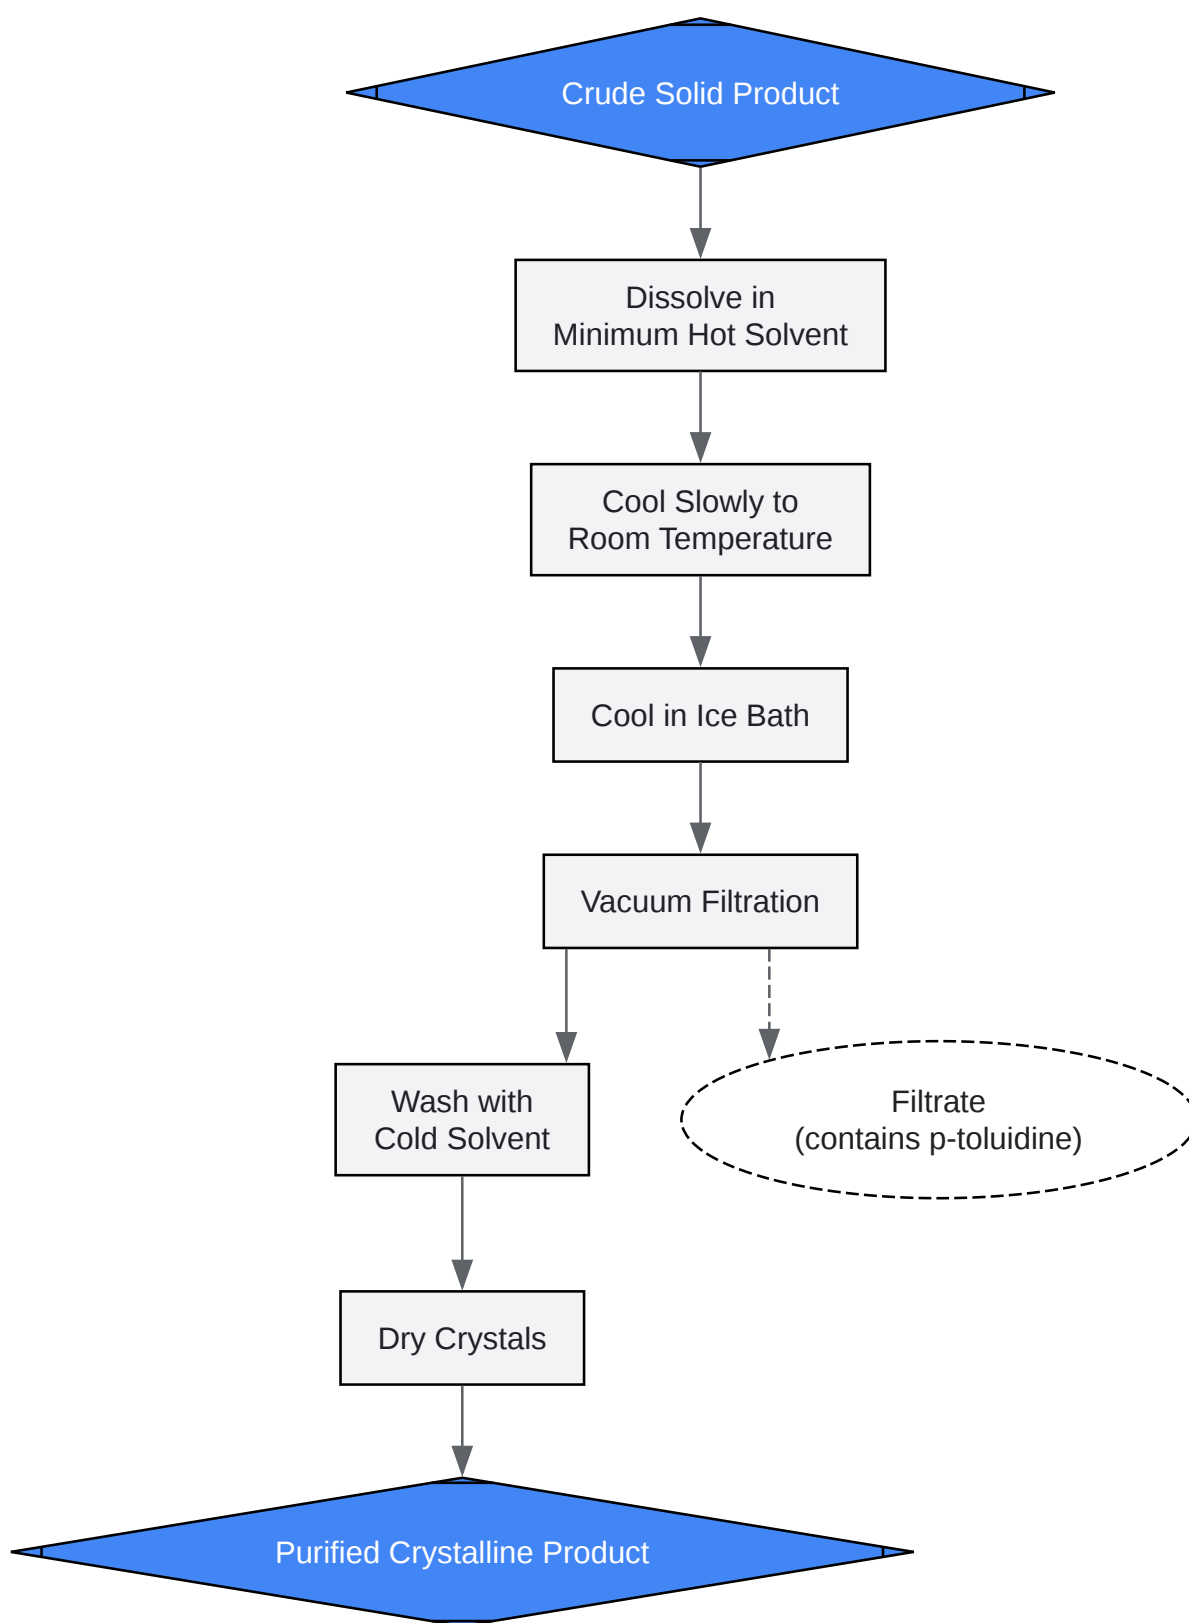 Crude Solid Product
Dissolve in
Minimum Hot Solvent
Cool Slowly to
Room Temperature
Cool in Ice Bath
Vacuum Filtration
Wash with
Cold Solvent
Filtrate
(contains p-toluidine)
Dry Crystals
Purified Crystalline Product